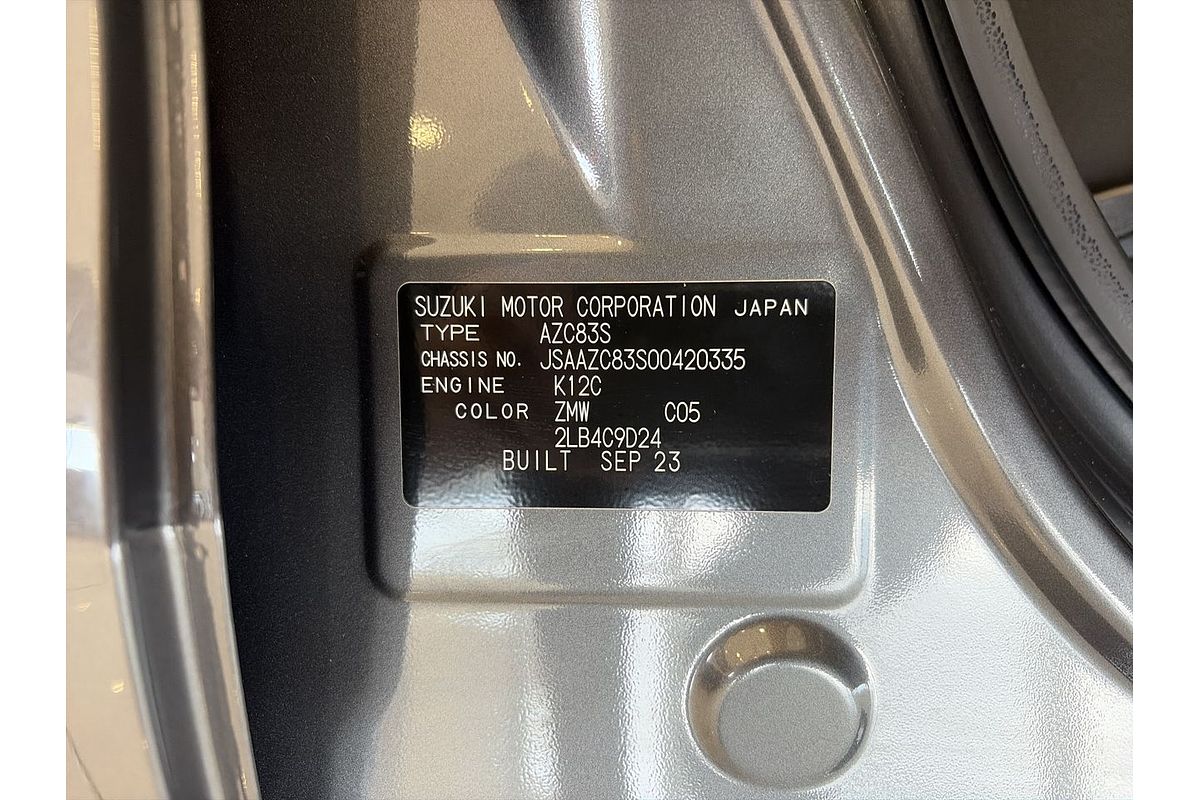 SUZUKI MOTOR CORPORATION JAPAN
TYPE AZC83S
CHASSIS NO. JSAAZC83S00420335
ENGINE K12C
COLOR ZMW C05
2LB4C9D24
BUILT SEP 23